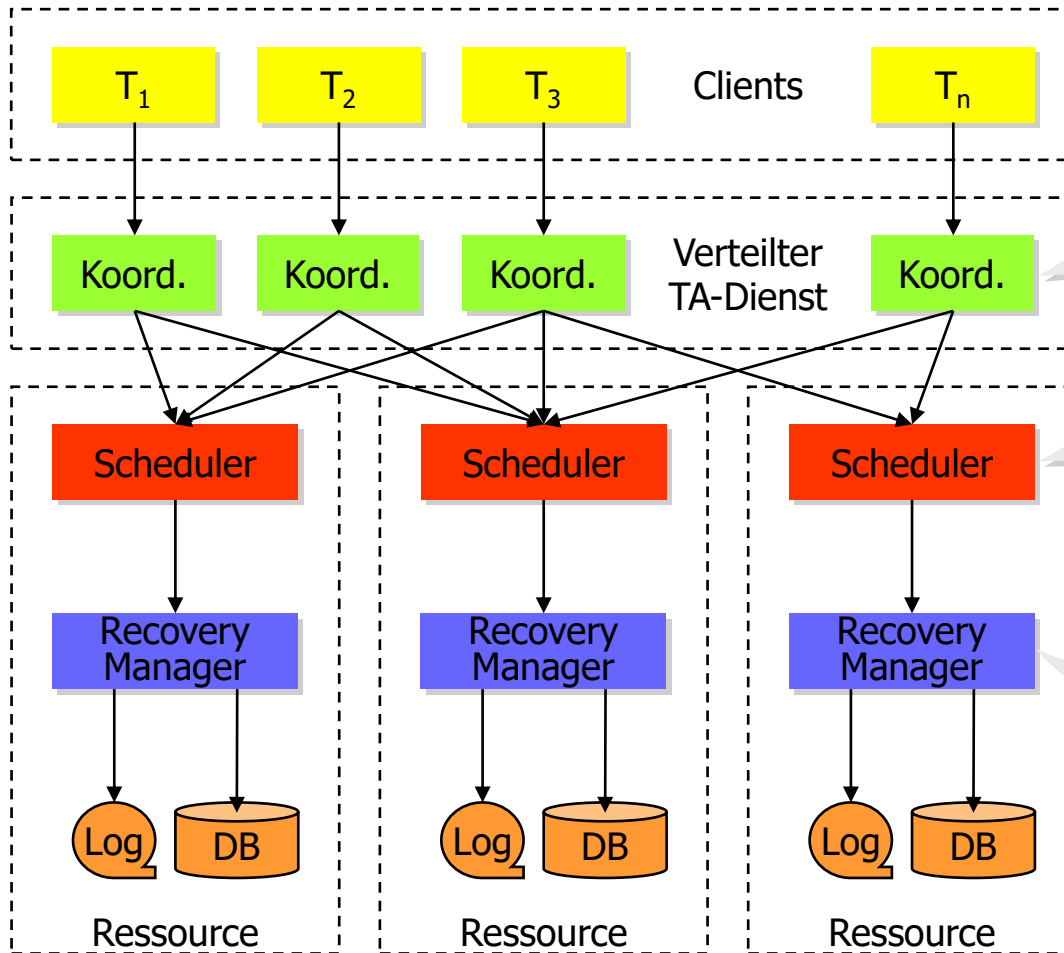 T1 T2 T3 Clients Tn
Koord. Koord. Koord. Verteilter TA-Dienst Koord.
Scheduler Scheduler Scheduler
Recovery Recovery Recovery
Manager Manager Manager
Log DB Log DB Log DB
Ressource Ressource Ressource